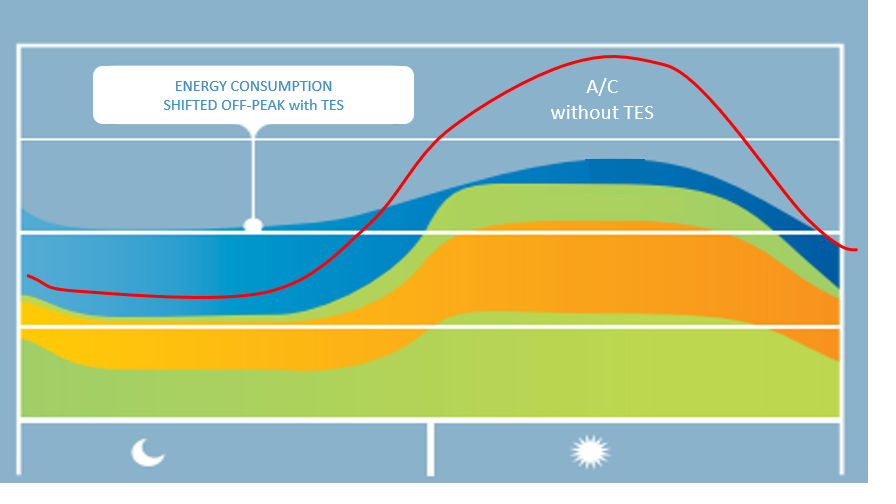 ENERGY CONSUMPTION
SHIFTED OFF-PEAK with TES
A/C
without TES